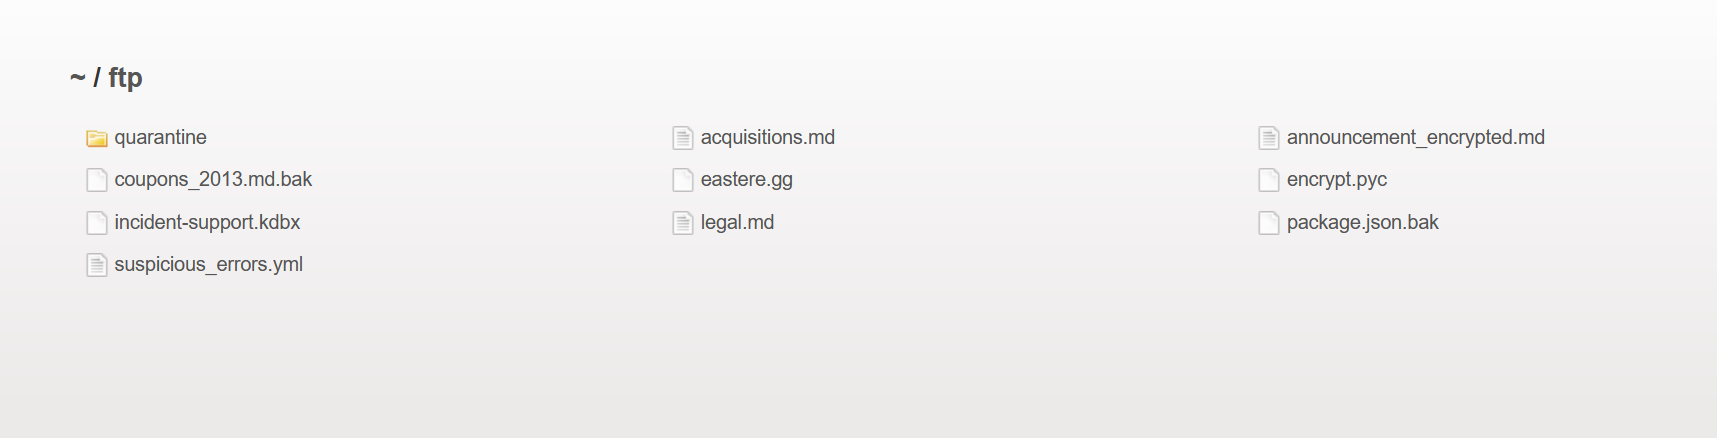 ~ / ftp
quarantine acquisitions.md announcement_encrypted.md
coupons_2013.md.bak eastere.gg encrypt.pyc
incident-support.kdbx legal.md package.json.bak
suspicious_errors.yml